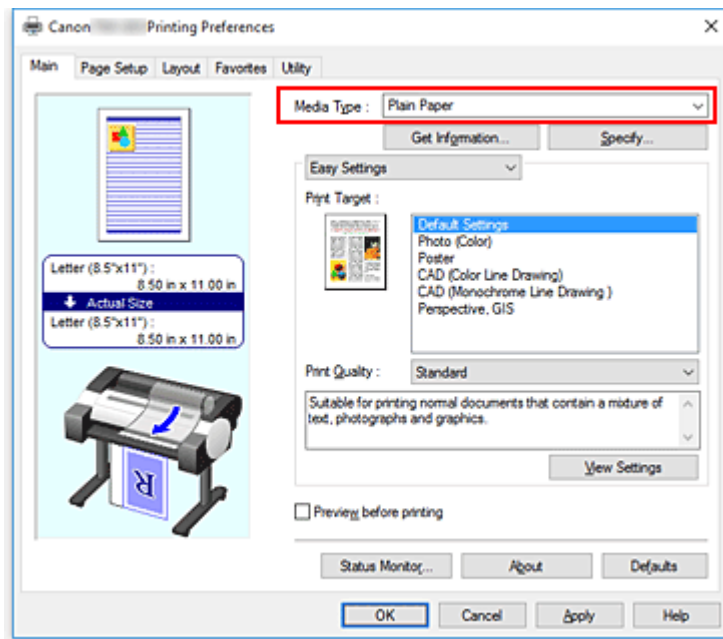 Canon Printing Preferences
Main Page Setup Layout Favorites Utility
Media Type : Plain Paper
Get Information... Specify...
Easy Settings
Print Target :
Default Settings
Photo (Color)
Poster
CAD (Color Line Drawing)
CAD (Monochrome Line Drawing )
Perspective, GIS
Letter (8.5"x11") :
8.50 in x 11.00 in
Actual Size
Letter (8.5"x11") :
8.50 in x 11.00 in
Print Quality : Standard
Suitable for printing normal documents that contain a mixture of
text, photographs and graphics.
View Settings
R
Preview before printing
Status Monitor... About Defaults
OK Cancel Apply Help